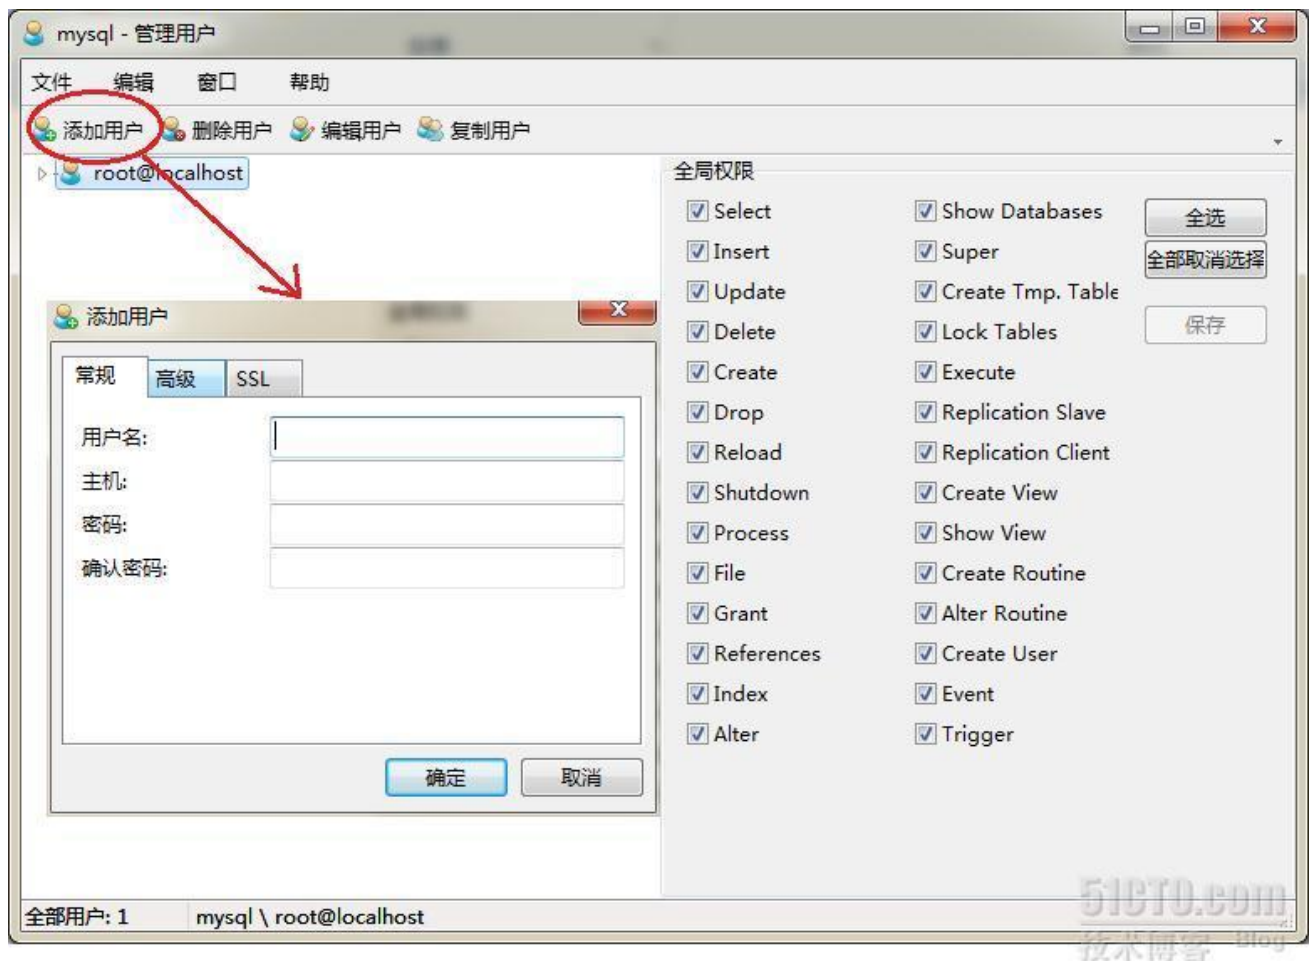 mysql - 管理用户
文件 编辑 窗口 帮助
添加用户 删除用户 编辑用户 复制用户
root@localhost
添加用户
常规 高级 SSL
用户名:
主机:
密码:
确认密码:
确定 取消
全局权限
Select Show Databases 全选
Insert Super 全部取消选择
Update Create Tmp. Table
Delete Lock Tables 保存
Create Execute
Drop Replication Slave
Reload Replication Client
Shutdown Create View
Process Show View
File Create Routine
Grant Alter Routine
References Create User
Index Event
Alter Trigger
全部用户: 1 mysql \ root@localhost
51CTO.com
技术博客 Blog